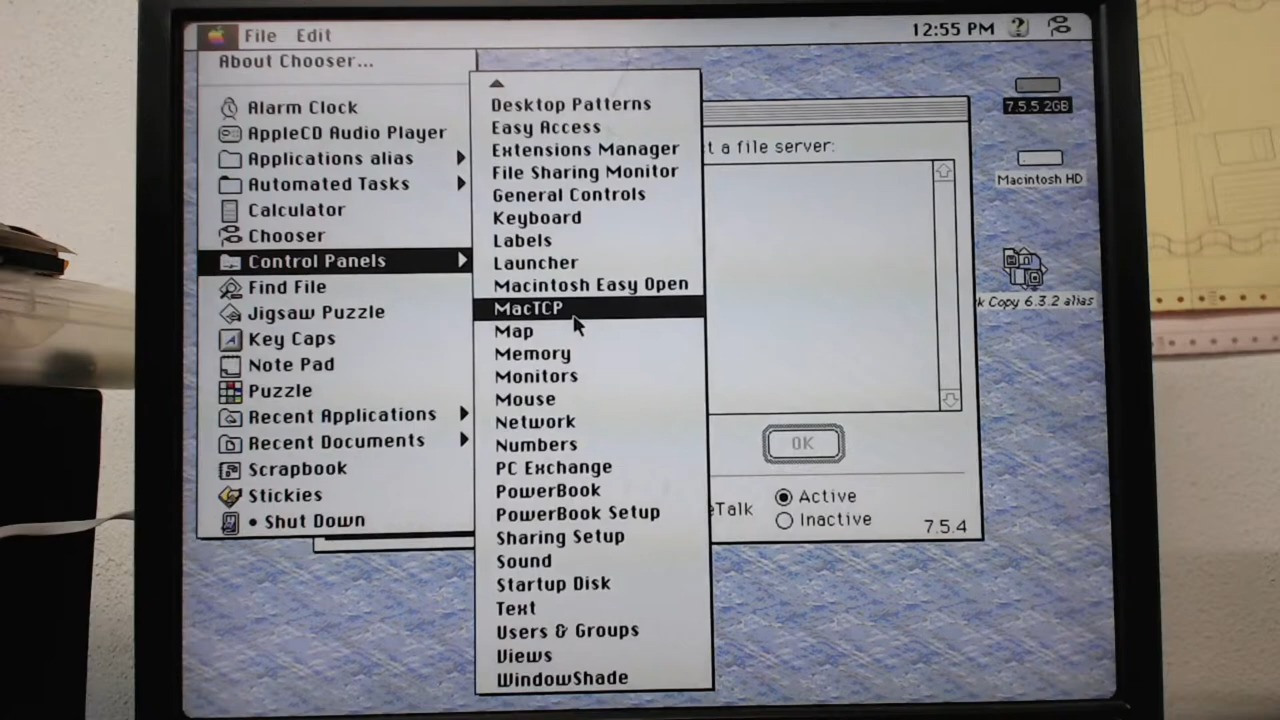 File Edit 12:55 PM
About Chooser...
Alarm Clock
AppleCD Audio Player
Applications alias
Automated Tasks
Calculator
Chooser
Control Panels
Find File
Jigsaw Puzzle
Key Caps
Note Pad
Puzzle
Recent Applications
Recent Documents
Scrapbook
Stickies
• Shut Down
Desktop Patterns
Easy Access
Extensions Manager
File Sharing Monitor
General Controls
Keyboard
Labels
Launcher
Macintosh Easy Open
MacTCP
Map
Memory
Monitors
Mouse
Network
Numbers
PC Exchange
PowerBook
PowerBook Setup
Sharing Setup
Sound
Startup Disk
Text
Users & Groups
Views
WindowShade
t a file server:
OK
eTalk
Active
Inactive
7.5.4
7.5.5 2GB
Macintosh HD
k Copy 6.3.2 alias